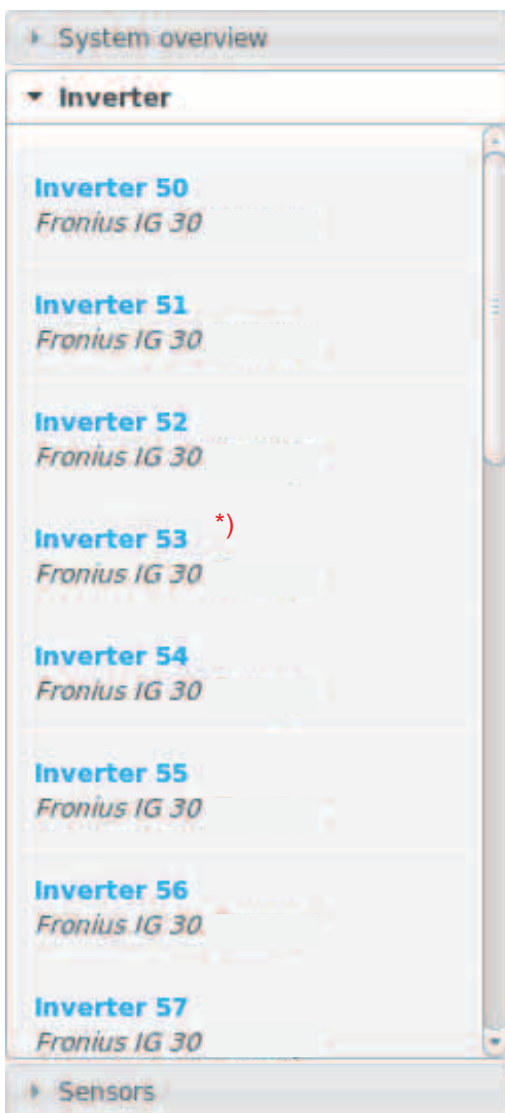 System overview
Inverter
Inverter 50
Fronius IG 30
Inverter 51
Fronius IG 30
Inverter 52
Fronius IG 30
Inverter 53 *)
Fronius IG 30
Inverter 54
Fronius IG 30
Inverter 55
Fronius IG 30
Inverter 56
Fronius IG 30
Inverter 57
Fronius IG 30
Sensors